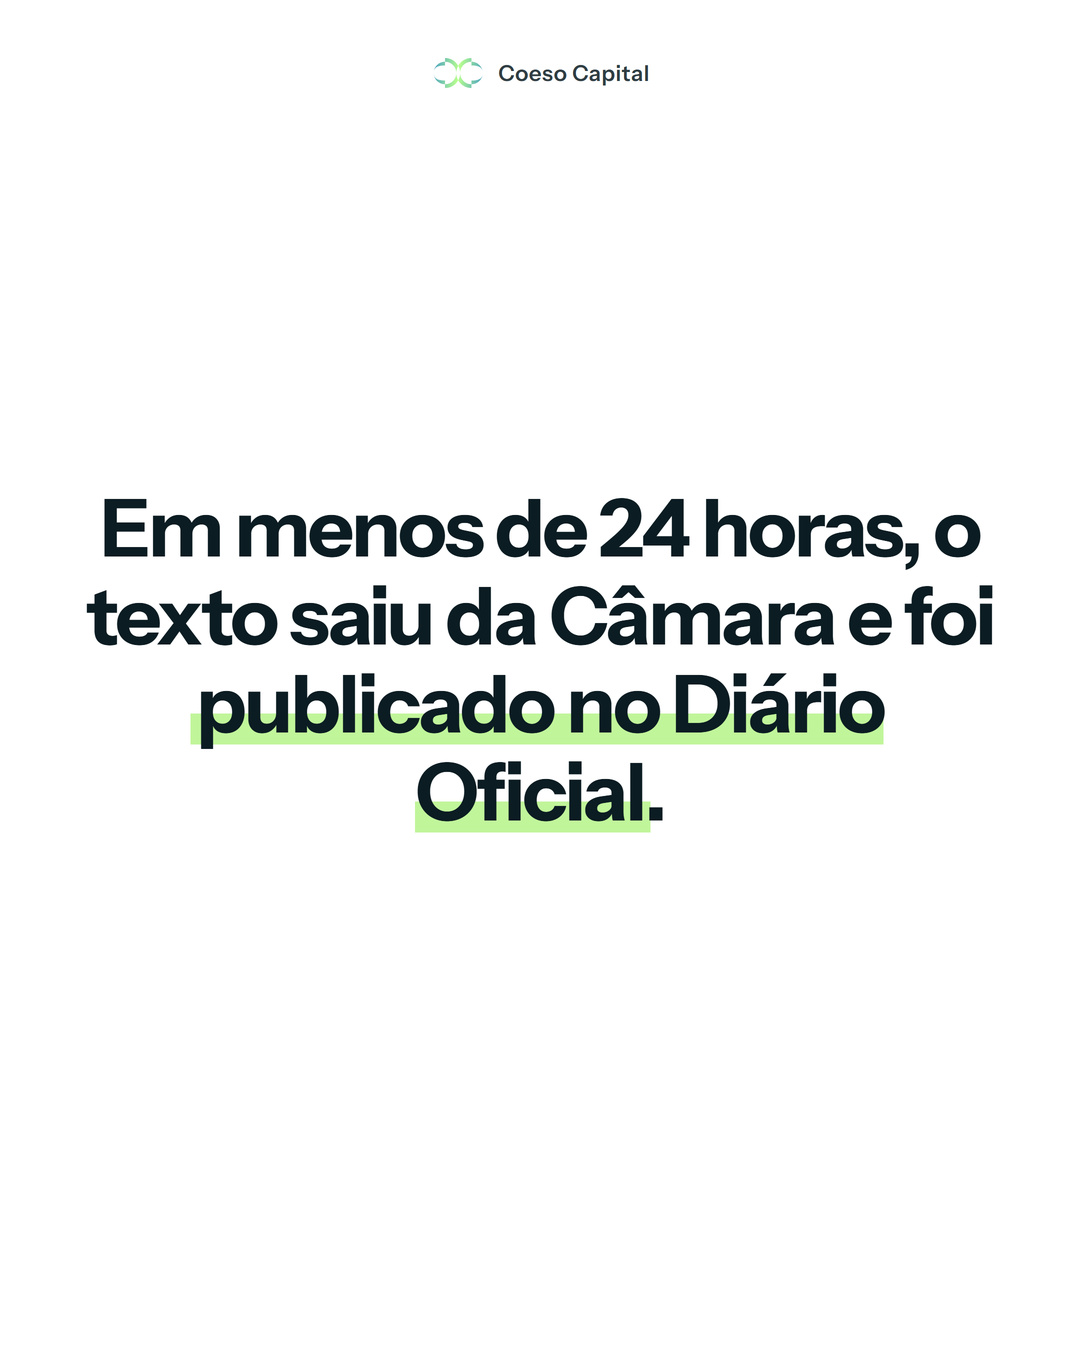 Coeso Capital
Em menos de 24 horas, o
texto saiu da Câmara e foi
publicado no Diário
Oficial.